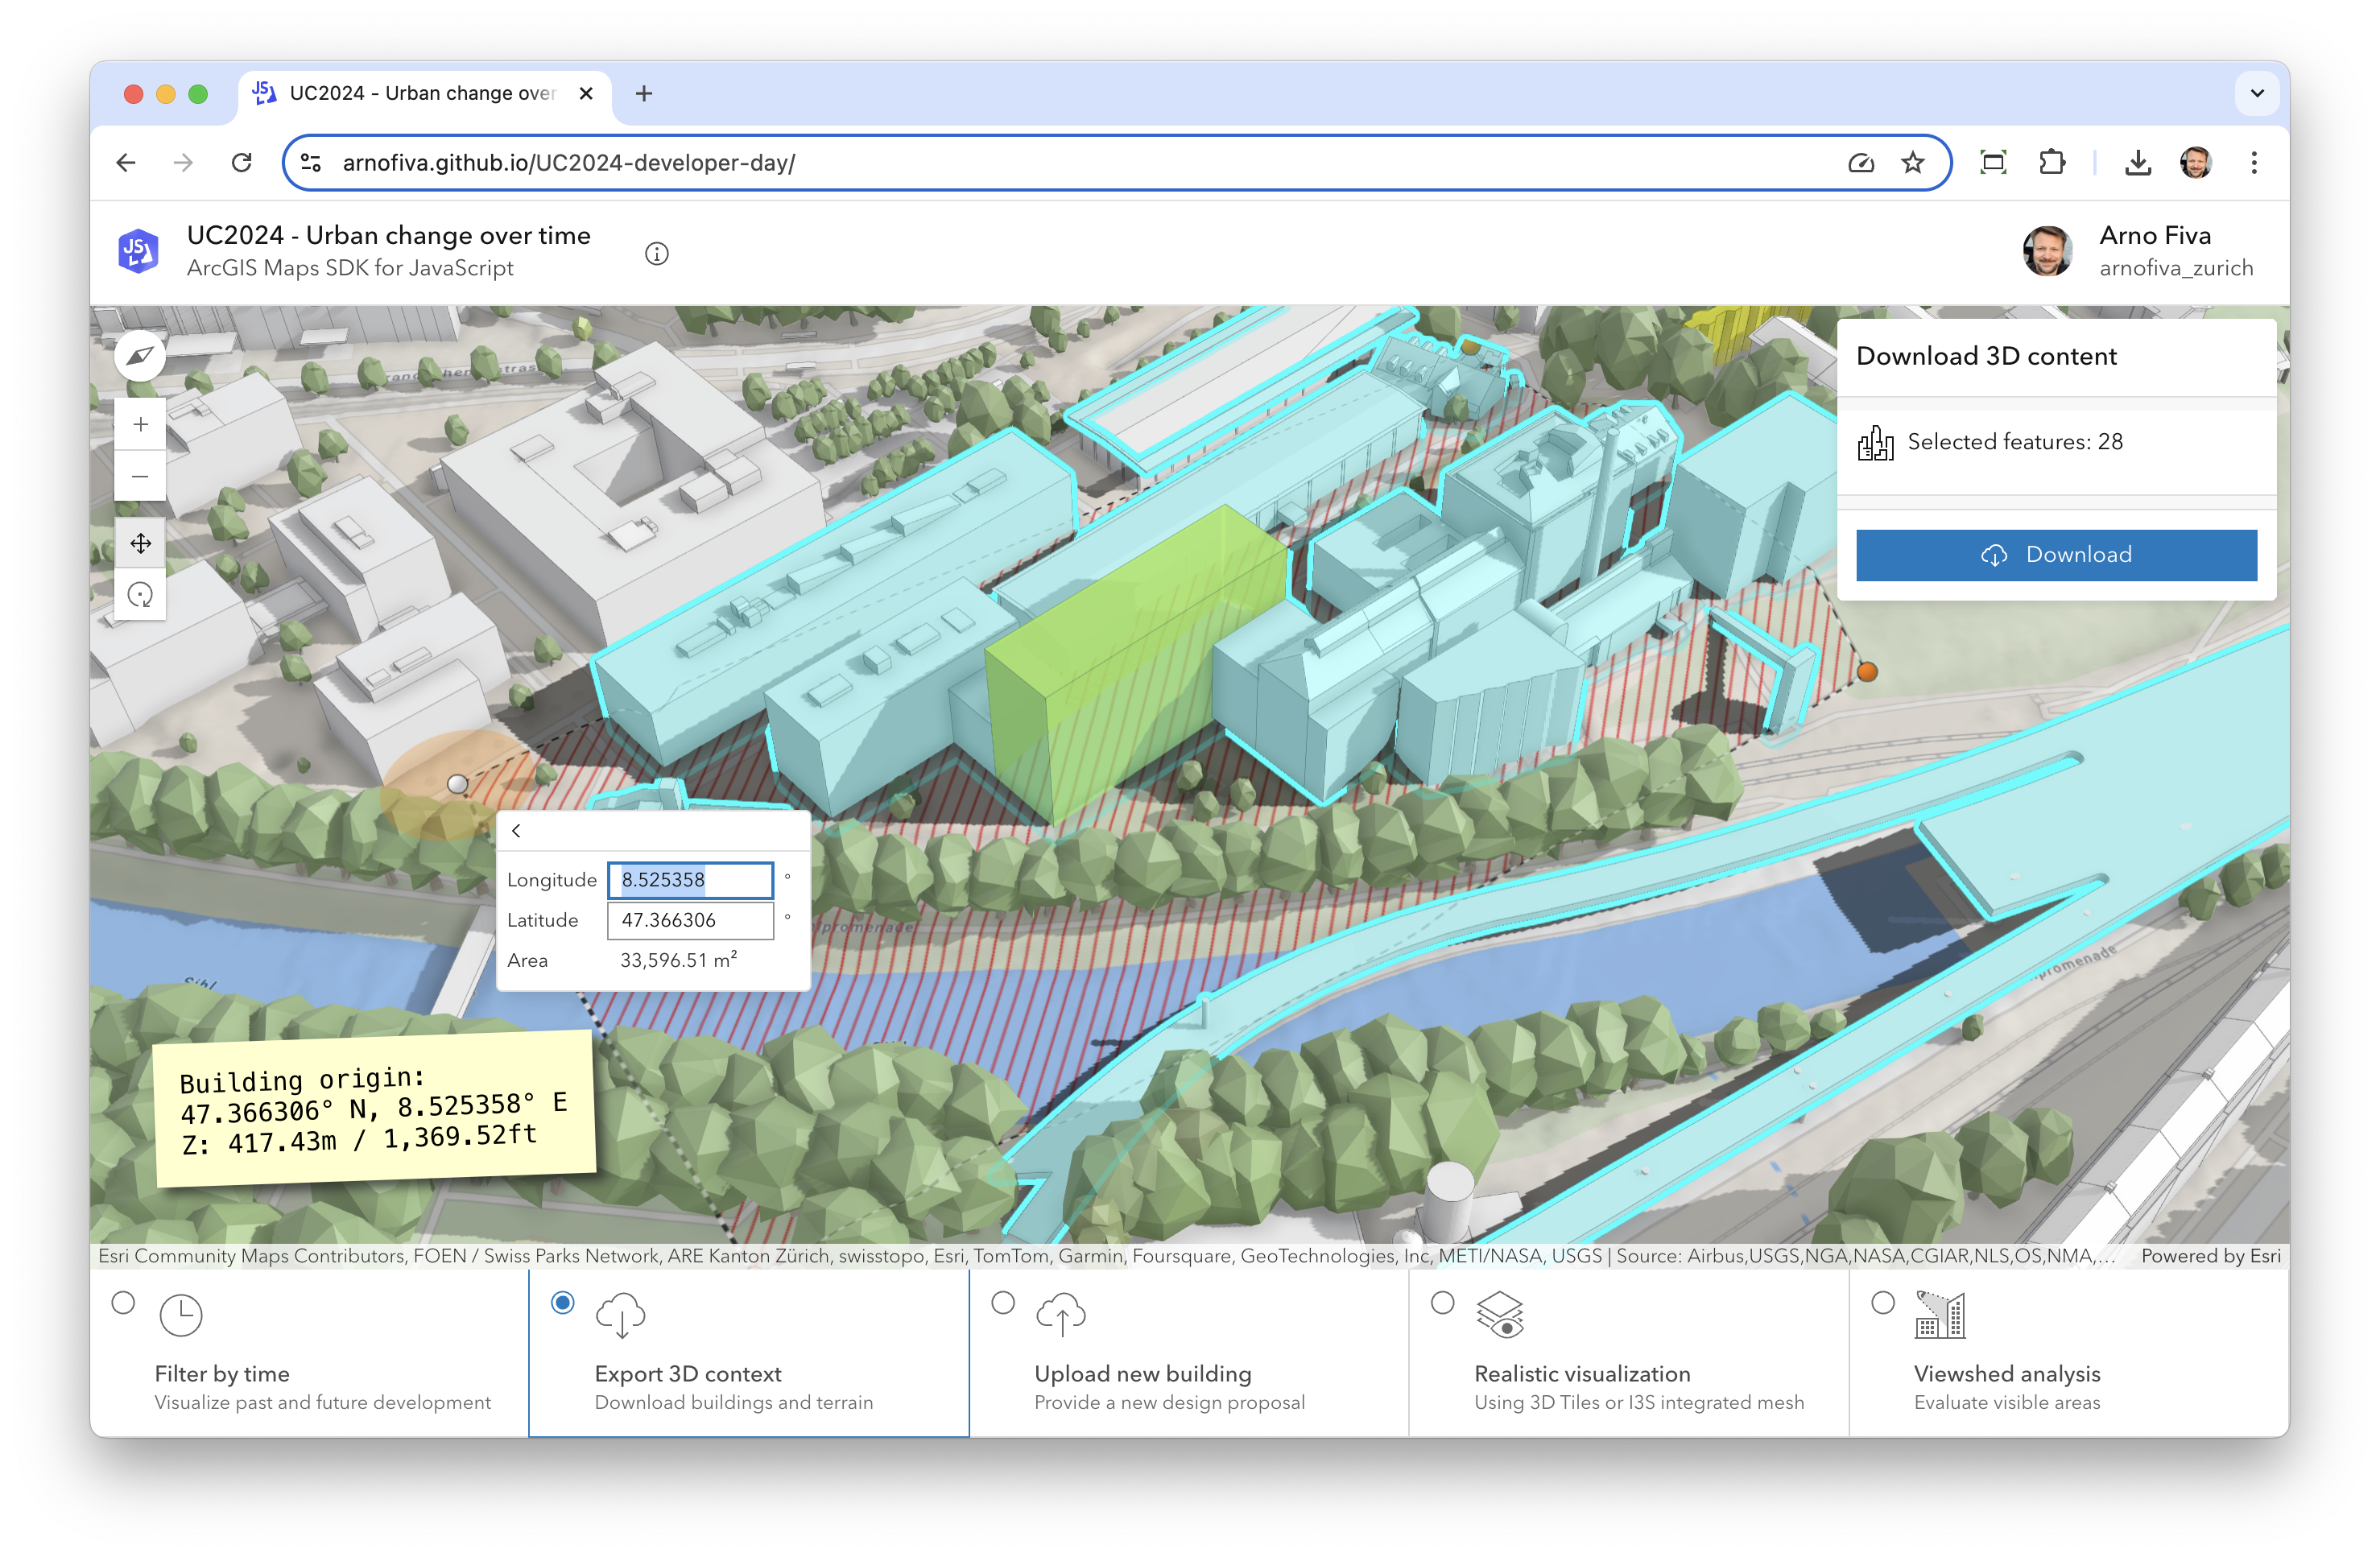 UC2024 - Urban change over
arnofiva.github.io/UC2024-developer-day/
UC2024 - Urban change over time
ArcGIS Maps SDK for JavaScript
Arno Fiva
arnofiva_zurich
Download 3D content
Selected features: 28
Download
Longitude 8.525358 °
Latitude 47.366306 °
Area 33,596.51 m²
Sihl
Building origin:
47.366306° N, 8.525358° E
Z: 417.43m / 1,369.52ft
Esri Community Maps Contributors, FOEN / Swiss Parks Network, ARE Kanton Zürich, swisstopo, Esri, TomTom, Garmin, Foursquare, GeoTechnologies, Inc, METI/NASA, USGS | Source: Airbus,USGS,NGA,NASA,CGIAR,NLS,OS,NMA,... Powered by Esri
Filter by time
Visualize past and future development
Export 3D context
Download buildings and terrain
Upload new building
Provide a new design proposal
Realistic visualization
Using 3D Tiles or I3S integrated mesh
Viewshed analysis
Evaluate visible areas